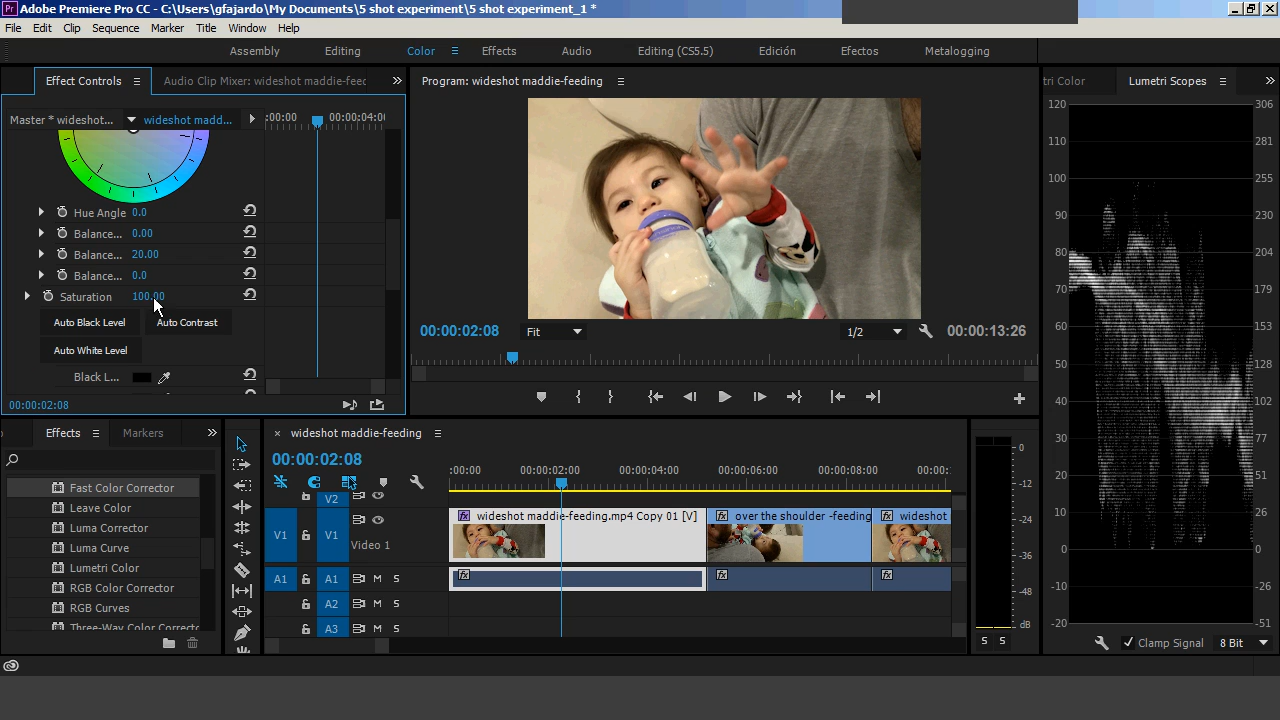 Adobe Premiere Pro CC - C:\Users\gfajardo\My Documents\5 shot experiment\5 shot experiment_1 *
File Edit Clip Sequence Marker Title Window Help
Assembly Editing Color Effects Audio Editing (CS5.5) Edición Efectos Metalogging
Effect Controls Audio Clip Mixer: wideshot maddie-feec
Master * wideshot... wideshot madd...
:00:00 00:00:04:0
Hue Angle 0.0
Balance... 0.00
Balance... 20.00
Balance... 0.0
Saturation 100.00
Auto Black Level Auto Contrast
Auto White Level
Black L...
00:00:02:08
Program: wideshot maddie-feeding
00:00:02:08 Fit 1/2 00:00:13:26
tri Color Lumetri Scopes
120 306
110 281
100 255
90 230
80 204
70 179
60
50 128
40 102
30 77
20
10
0 0
-10 -26
-20 -51
Clamp Signal 8 Bit
Effects Markers
Fast Color Corrector
Leave Color
Luma Corrector
Luma Curve
Lumetri Color
RGB Color Corrector
RGB Curves
Three-Way Color Correct
× wideshot maddie-feeding
00:00:02:08
00:00:02:00 00:00:04:00 00:00:06:00
V2
V1 V1 Video 1
wideshot maddie-feeding.mp4 Copy 01 [V] over the shoulder -feeding wideshot
A1 A1 M S
A2 M S
A3 M S
0
-12
-24
-36
-48
dB
S S